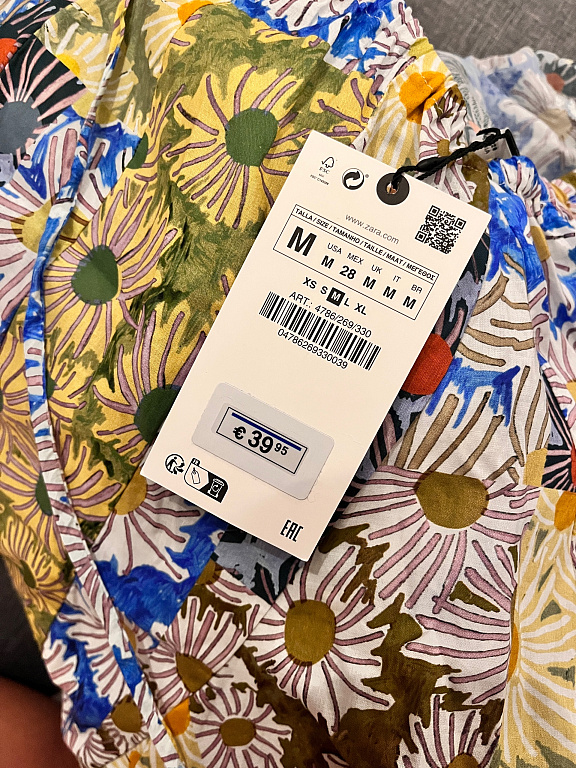 FSC
www.zara.com
TALLA / SIZE / TAMANHO / TAILLE / MAAT / ΜΕΓΕΘΟΣ
M
USA MEX UK IT BR
M 28 M M M
XS S M L XL
ART: 4786/269/330
04786269330039
€ 39 95
EAC